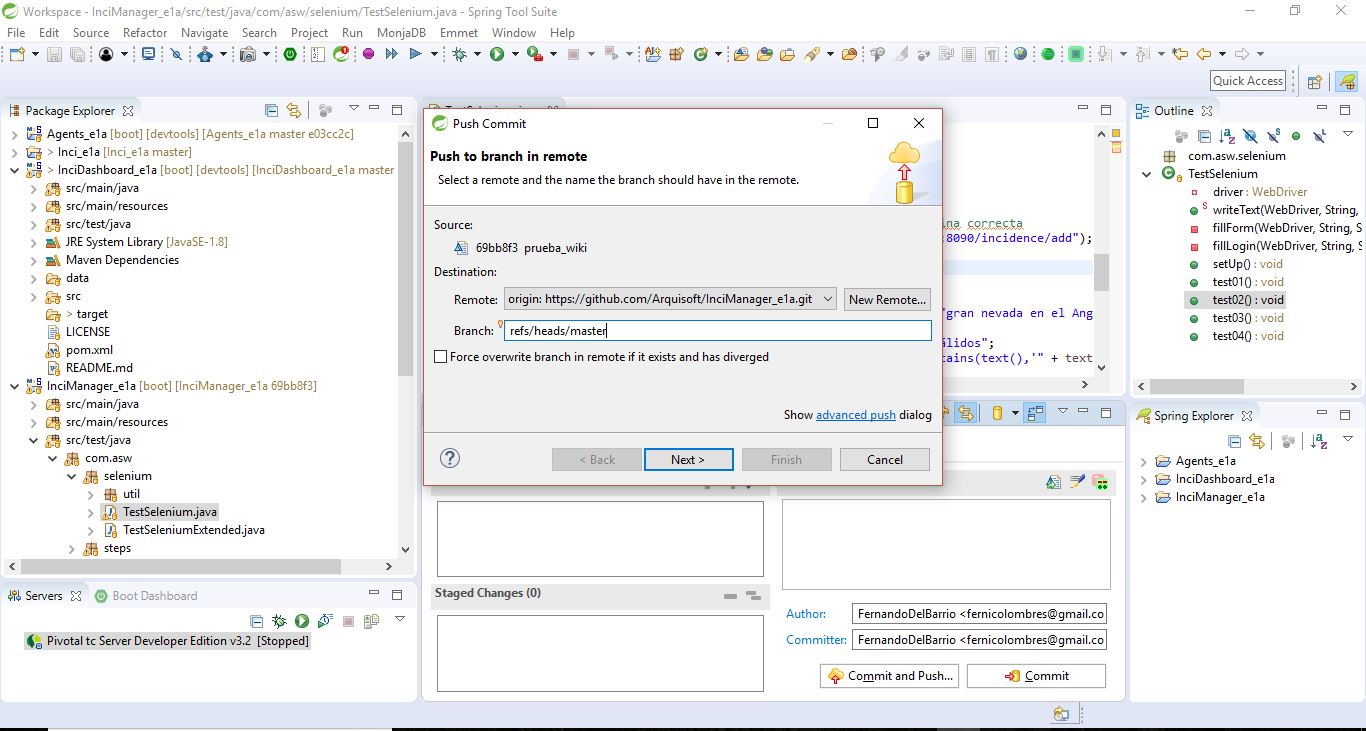 Workspace - InciManager_e1a/src/test/java/com/asw/selenium/TestSelenium.java - Spring Tool Suite
File Edit Source Refactor Navigate Search Project Run MonjaDB Emmet Window Help
Quick Access
Package Explorer
Agents_e1a [boot] [devtools] [Agents_e1a master e03cc2c]
> Inci_e1a [Inci_e1a master]
> InciDashboard_e1a [boot] [devtools] [InciDashboard_e1a master
src/main/java
src/main/resources
src/test/java
JRE System Library [JavaSE-1.8]
Maven Dependencies
data
src
> target
LICENSE
pom.xml
README.md
InciManager_e1a [boot] [InciManager_e1a 69bb8f3]
src/main/java
src/main/resources
src/test/java
com.asw
selenium
util
TestSelenium.java
TestSeleniumExtended.java
steps
Servers
Boot Dashboard
Pivotal tc Server Developer Edition v3.2 [Stopped]
Push Commit
Push to branch in remote
Select a remote and the name the branch should have in the remote.
Source:
69bb8f3 prueba_wiki
Destination:
Remote: origin: https://github.com/Arquisoft/InciManager_e1a.git New Remote...
Branch: refs/heads/master
Force overwrite branch in remote if it exists and has diverged
Show advanced push dialog
< Back Next > Finish Cancel
ina correcta
:8090/incidence/add");
"gran nevada en el Ang
álidos";
tains(text(),'" + text
Staged Changes (0)
Author: FernandoDelBarrio <fernicolombres@gmail.co
Committer: FernandoDelBarrio <fernicolombres@gmail.co
Commit and Push... Commit
Outline
com.asw.selenium
TestSelenium
driver : WebDriver
writeText(WebDriver, String,
fillForm(WebDriver, String, S
fillLogin(WebDriver, String, S
setUp() : void
test01() : void
test02() : void
test03() : void
test04() : void
Spring Explorer
Agents_e1a
InciDashboard_e1a
InciManager_e1a